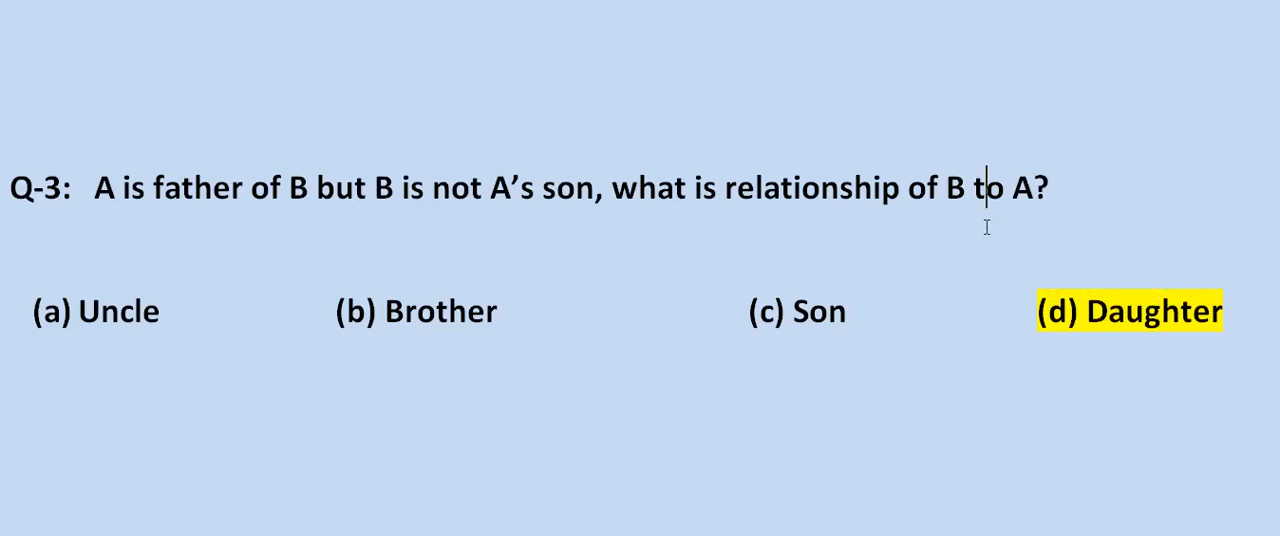 Q-3: A is father of B but B is not A’s son, what is relationship of B to A?
(a) Uncle (b) Brother (c) Son (d) Daughter